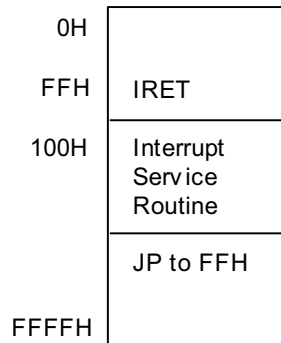 0H
FFH IRET
100H Interrupt
Service
Routine
JP to FFH
FFFFH